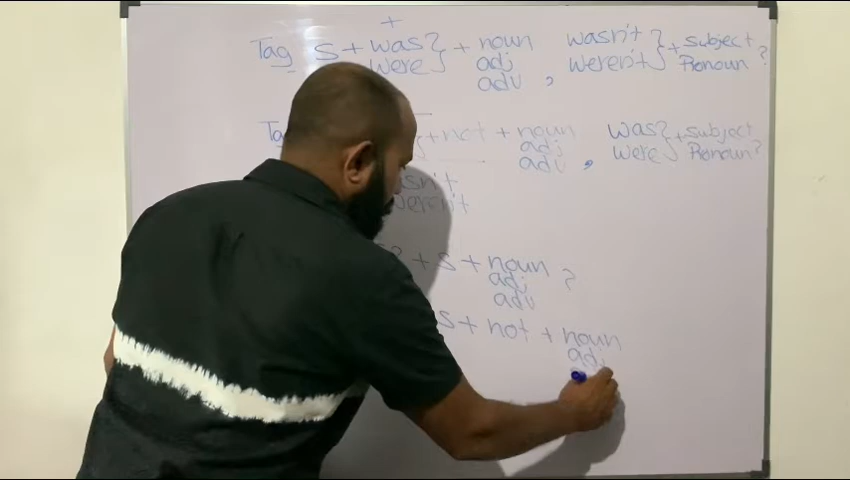 +
Tag S + was } + noun wasn't } + subject
were adj weren't Pronoun ?
adv ,
Tag + not + noun was } + subject
adj were Pronoun ?
adv ,
weren't
? + S + noun ?
adj
adv
S + not + noun
adj